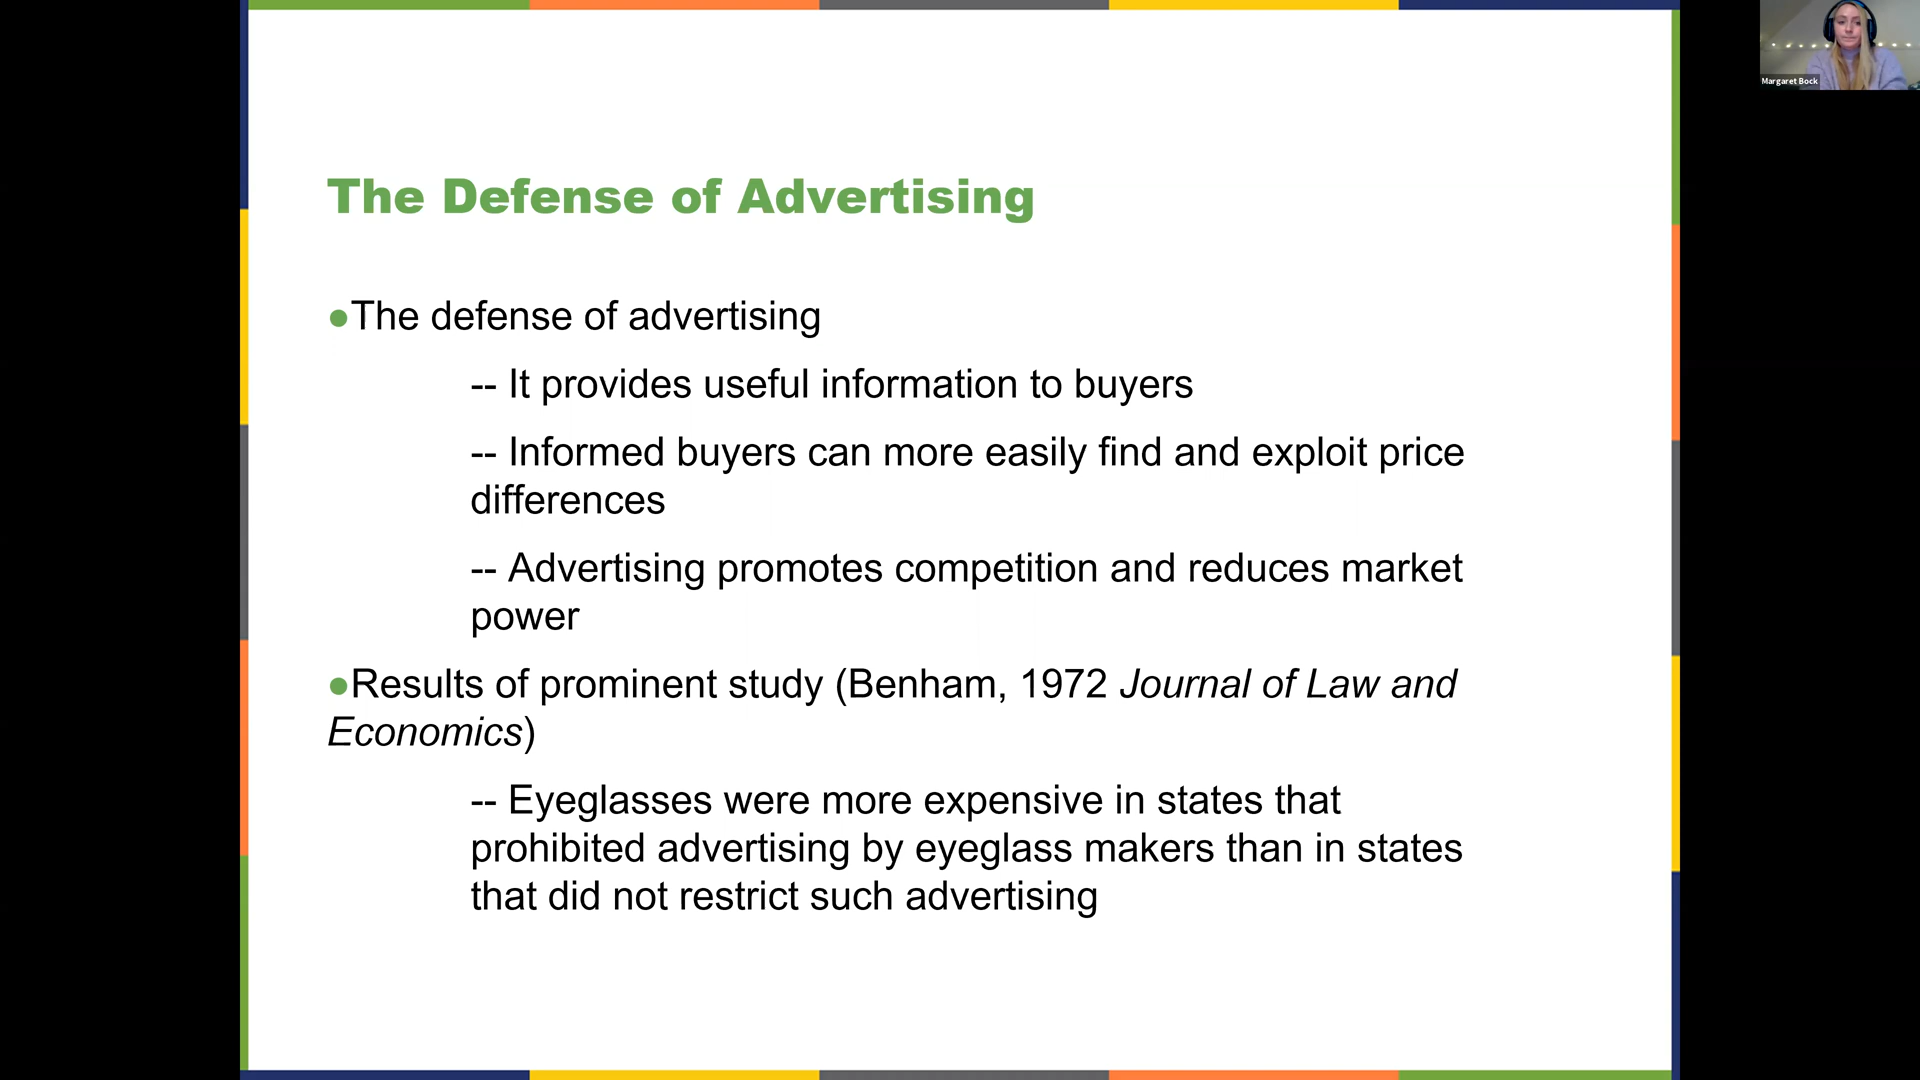 Margaret Bock
The Defense of Advertising
●The defense of advertising
-- It provides useful information to buyers
-- Informed buyers can more easily find and exploit price
differences
-- Advertising promotes competition and reduces market
power
●Results of prominent study (Benham, 1972 Journal of Law and
Economics)
-- Eyeglasses were more expensive in states that
prohibited advertising by eyeglass makers than in states
that did not restrict such advertising